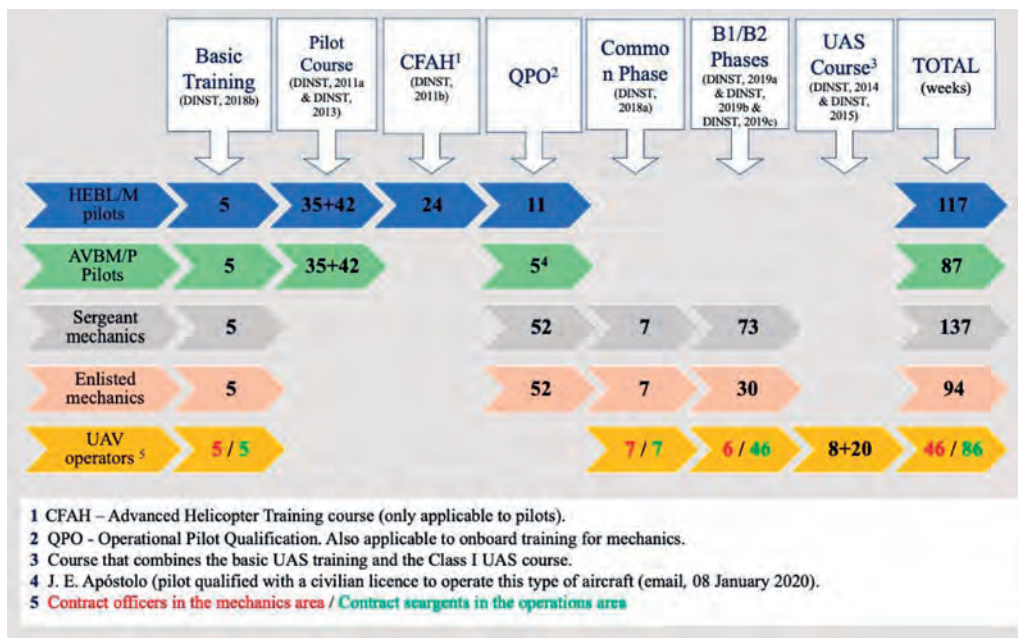 Basic
Training
(DINST, 2018b)
Pilot
Course
(DINST, 2011a
& DINST,
2013)
CFAH1
(DINST,
2011b)
QPO2
Commo
n Phase
(DINST,
2018a)
B1/B2
Phases
(DINST, 2019a
& DINST,
2019b &
DINST, 2019c)
UAS
Course3
(DINST, 2014
& DINST,
2015)
TOTAL
(weeks)
HEBL/M
pilots
5
35+42
24
11
117
AVBM/P
Pilots
5
35+42
54
87
Sergeant
mechanics
5
52
7
73
137
Enlisted
mechanics
5
52
7
30
94
UAV
operators 5
5 / 5
7 / 7
6 / 46
8+20
46 / 86
1 CFAH – Advanced Helicopter Training course (only applicable to pilots).
2 QPO - Operational Pilot Qualification. Also applicable to onboard training for mechanics.
3 Course that combines the basic UAS training and the Class I UAS course.
4 J. E. Apóstolo (pilot qualified with a civilian licence to operate this type of aircraft (email, 08 January 2020).
5 Contract officers in the mechanics area / Contract seargents in the operations area